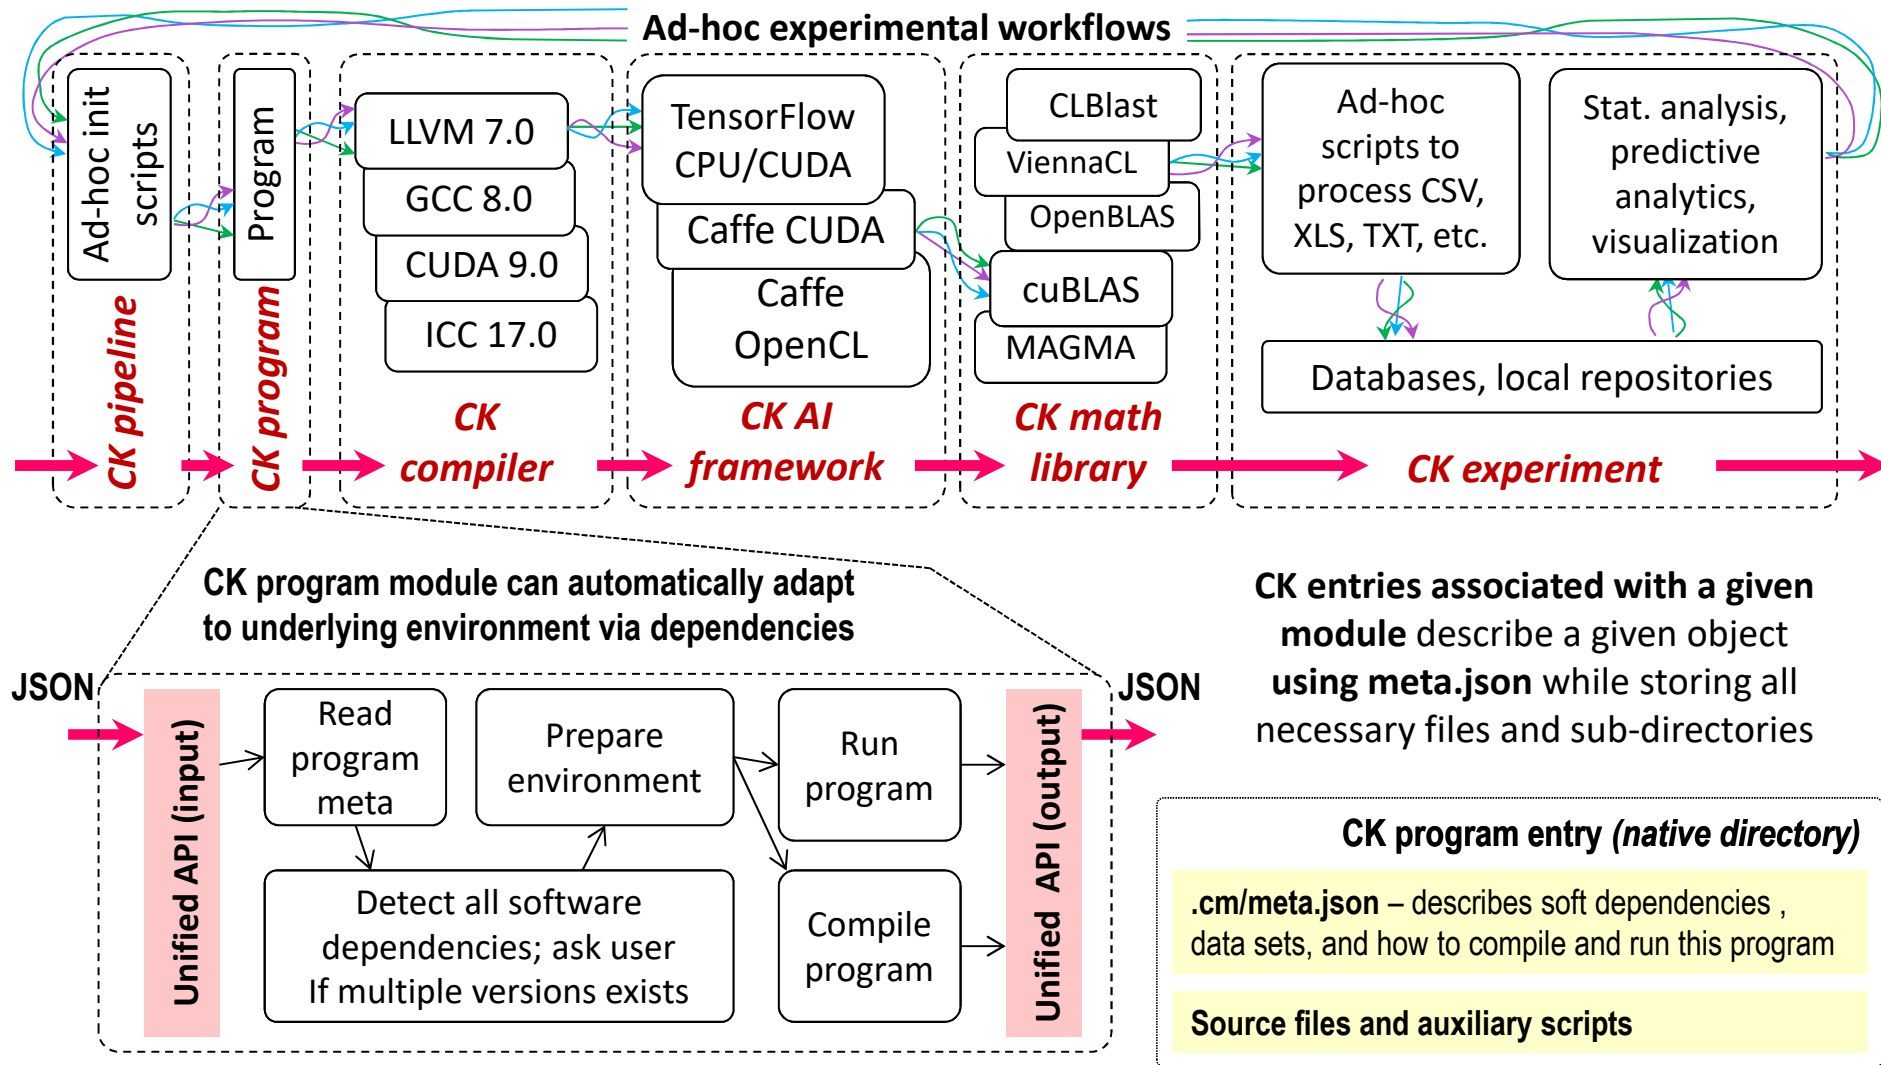 Ad-hoc experimental workflows
Ad-hoc init
scripts
CK pipeline
Program
CK program
LLVM 7.0
GCC 8.0
CUDA 9.0
ICC 17.0
CK
compiler
TensorFlow
CPU/CUDA
Caffe CUDA
Caffe
OpenCL
CK AI
framework
CLBlast
ViennaCL
OpenBLAS
cuBLAS
MAGMA
CK math
library
Ad-hoc
scripts to
process CSV,
XLS, TXT, etc.
Stat. analysis,
predictive
analytics,
visualization
Databases, local repositories
CK experiment
CK program module can automatically adapt
to underlying environment via dependencies
JSON
Unified API (input)
Read
program
meta
Detect all software
dependencies; ask user
If multiple versions exists
Prepare
environment
Run
program
Compile
program
Unified API (output)
JSON
CK entries associated with a given
module describe a given object
using meta.json while storing all
necessary files and sub-directories
CK program entry (native directory)
.cm/meta.json – describes soft dependencies ,
data sets, and how to compile and run this program
Source files and auxiliary scripts